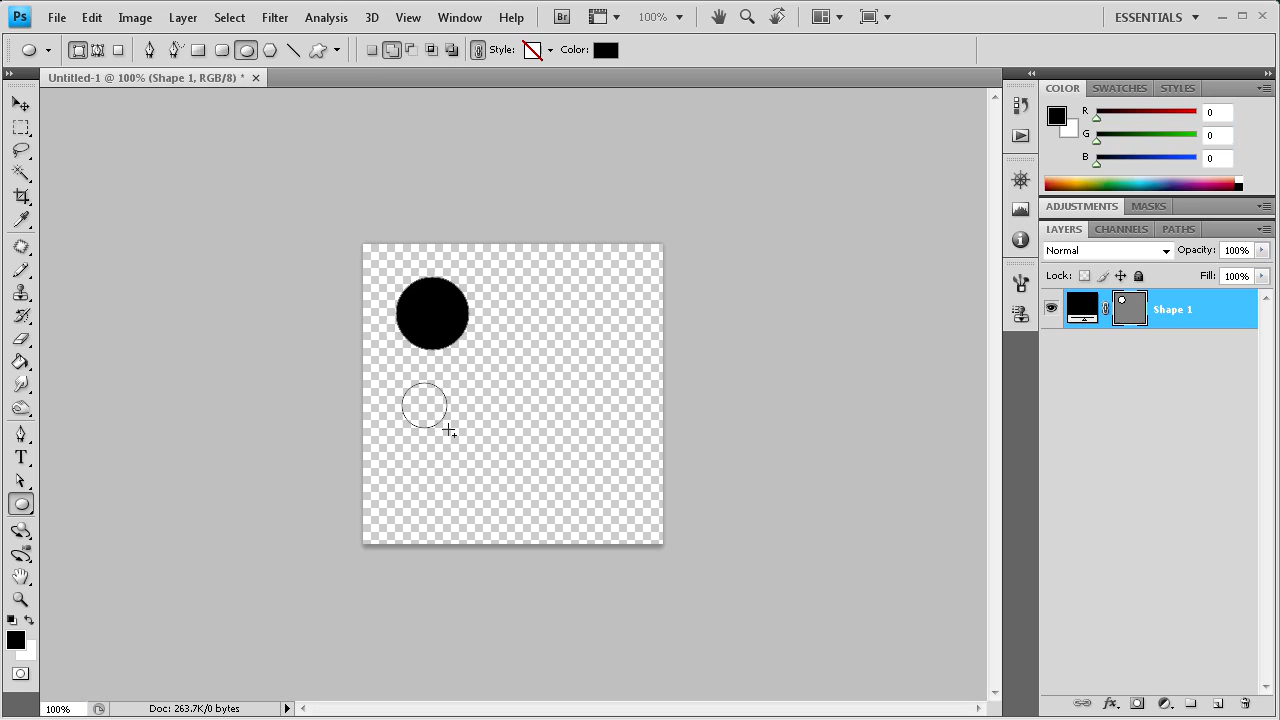 Ps File Edit Image Layer Select Filter Analysis 3D View Window Help Br 100% ESSENTIALS
Style: Color:
Untitled-1 @ 100% (Shape 1, RGB/8) *
COLOR SWATCHES STYLES
R 0
G 0
B 0
ADJUSTMENTS MASKS
LAYERS CHANNELS PATHS
Normal Opacity: 100%
Lock: Fill: 100%
Shape 1
T
fx
100% Doc: 263.7K/0 bytes